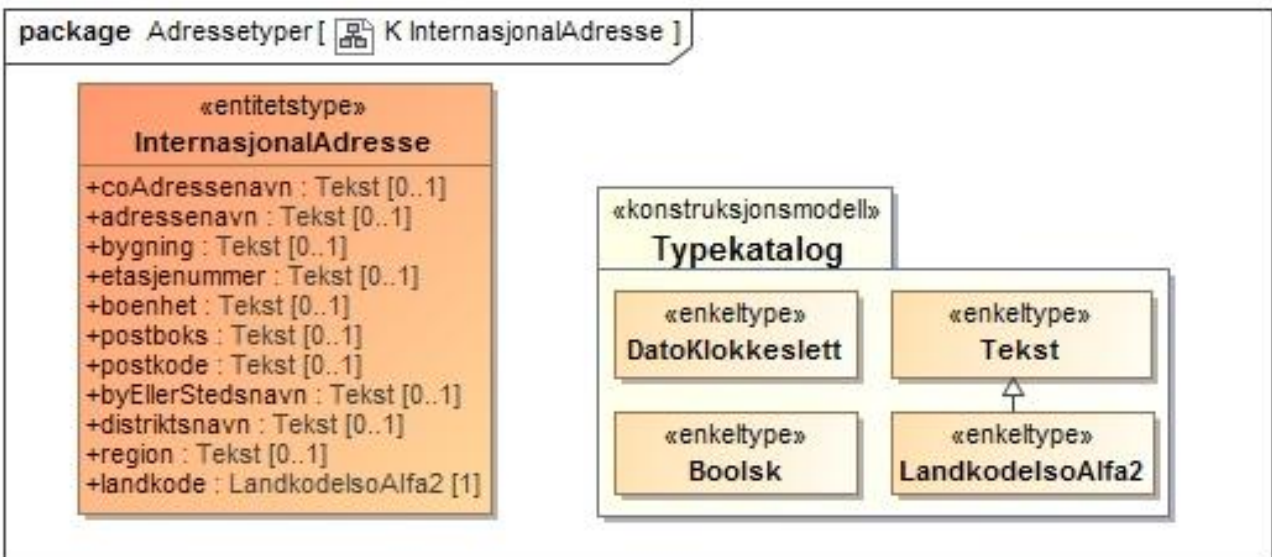 package Adressetyper [ K InternasjonalAdresse ]
«entitetstype»
InternasjonalAdresse
+coAdressenavn : Tekst [0..1]
+adressenavn : Tekst [0..1]
+bygning : Tekst [0..1]
+etasjenummer : Tekst [0..1]
+boenhet : Tekst [0..1]
+postboks : Tekst [0..1]
+postkode : Tekst [0..1]
+byEllerStedsnavn : Tekst [0..1]
+distriktsnavn : Tekst [0..1]
+region : Tekst [0..1]
+landkode : LandkodeIsoAlfa2 [1]
«konstruksjonsmodell»
Typekatalog
«enkeltype»
DatoKlokkeslett
«enkeltype»
Tekst
«enkeltype»
Boolsk
«enkeltype»
LandkodeIsoAlfa2